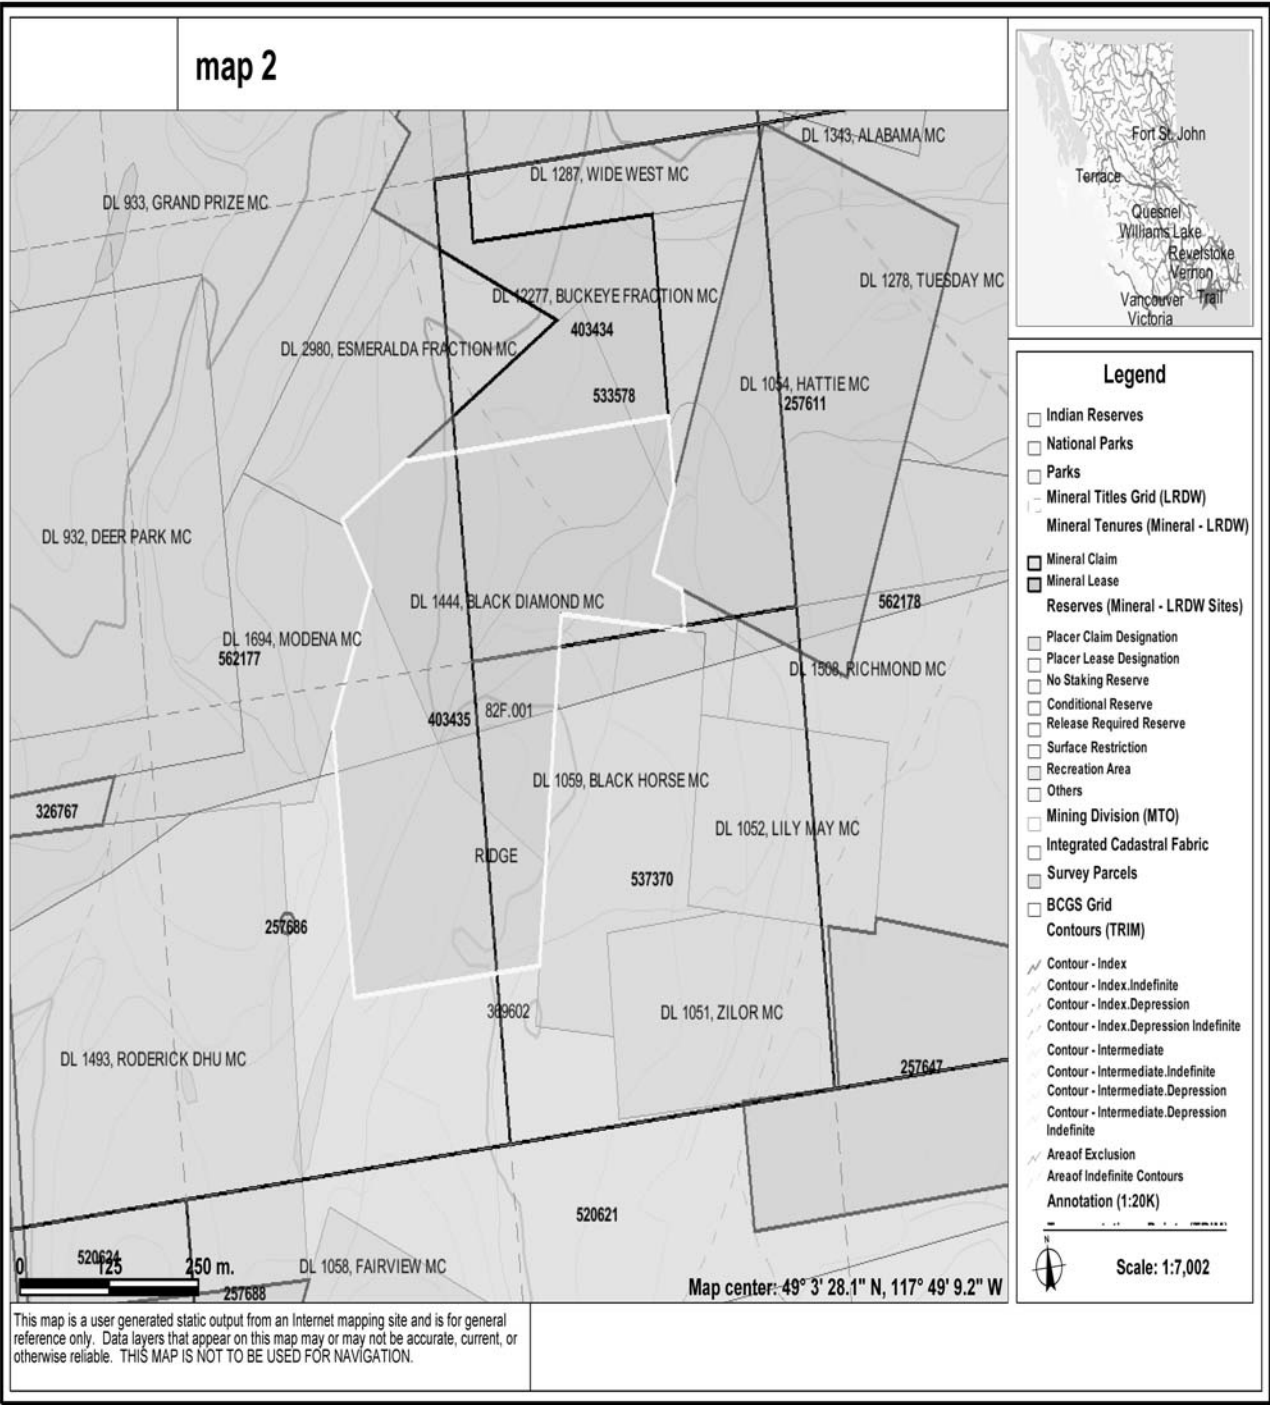 map 2
DL 1343, ALABAMA MC
DL 1287, WIDE WEST MC
DL 933, GRAND PRIZE MC
DL 1278, TUESDAY MC
DL 12277, BUCKEYE FRACTION MC
403434
DL 2980, ESMERALDA FRACTION MC
DL 1054, HATTIE MC
533578
257611
DL 932, DEER PARK MC
DL 1444, BLACK DIAMOND MC
562178
DL 1694, MODENA MC
562177
DL 1508, RICHMOND MC
403435
82F.001
DL 1059, BLACK HORSE MC
326767
DL 1052, LILY MAY MC
RIDGE
537370
257686
369602
DL 1051, ZILOR MC
DL 1493, RODERICK DHU MC
257647
520621
520624
0 125 250 m.
DL 1058, FAIRVIEW MC
257688
Map center: 49° 3' 28.1" N, 117° 49' 9.2" W
Fort St. John
Terrace
Quesnel
Williams Lake
Revelstoke
Vernon
Vancouver Trail
Victoria
Legend
Indian Reserves
National Parks
Parks
Mineral Titles Grid (LRDW)
Mineral Tenures (Mineral - LRDW)
Mineral Claim
Mineral Lease
Reserves (Mineral - LRDW Sites)
Placer Claim Designation
Placer Lease Designation
No Staking Reserve
Conditional Reserve
Release Required Reserve
Surface Restriction
Recreation Area
Others
Mining Division (MTO)
Integrated Cadastral Fabric
Survey Parcels
BCGS Grid
Contours (TRIM)
Contour - Index
Contour - Index.Indefinite
Contour - Index.Depression
Contour - Index.Depression Indefinite
Contour - Intermediate
Contour - Intermediate.Indefinite
Contour - Intermediate.Depression
Contour - Intermediate.Depression
Indefinite
Areaof Exclusion
Areaof Indefinite Contours
Annotation (1:20K)
N
Scale: 1:7,002
This map is a user generated static output from an Internet mapping site and is for general
reference only. Data layers that appear on this map may or may not be accurate, current, or
otherwise reliable. THIS MAP IS NOT TO BE USED FOR NAVIGATION.